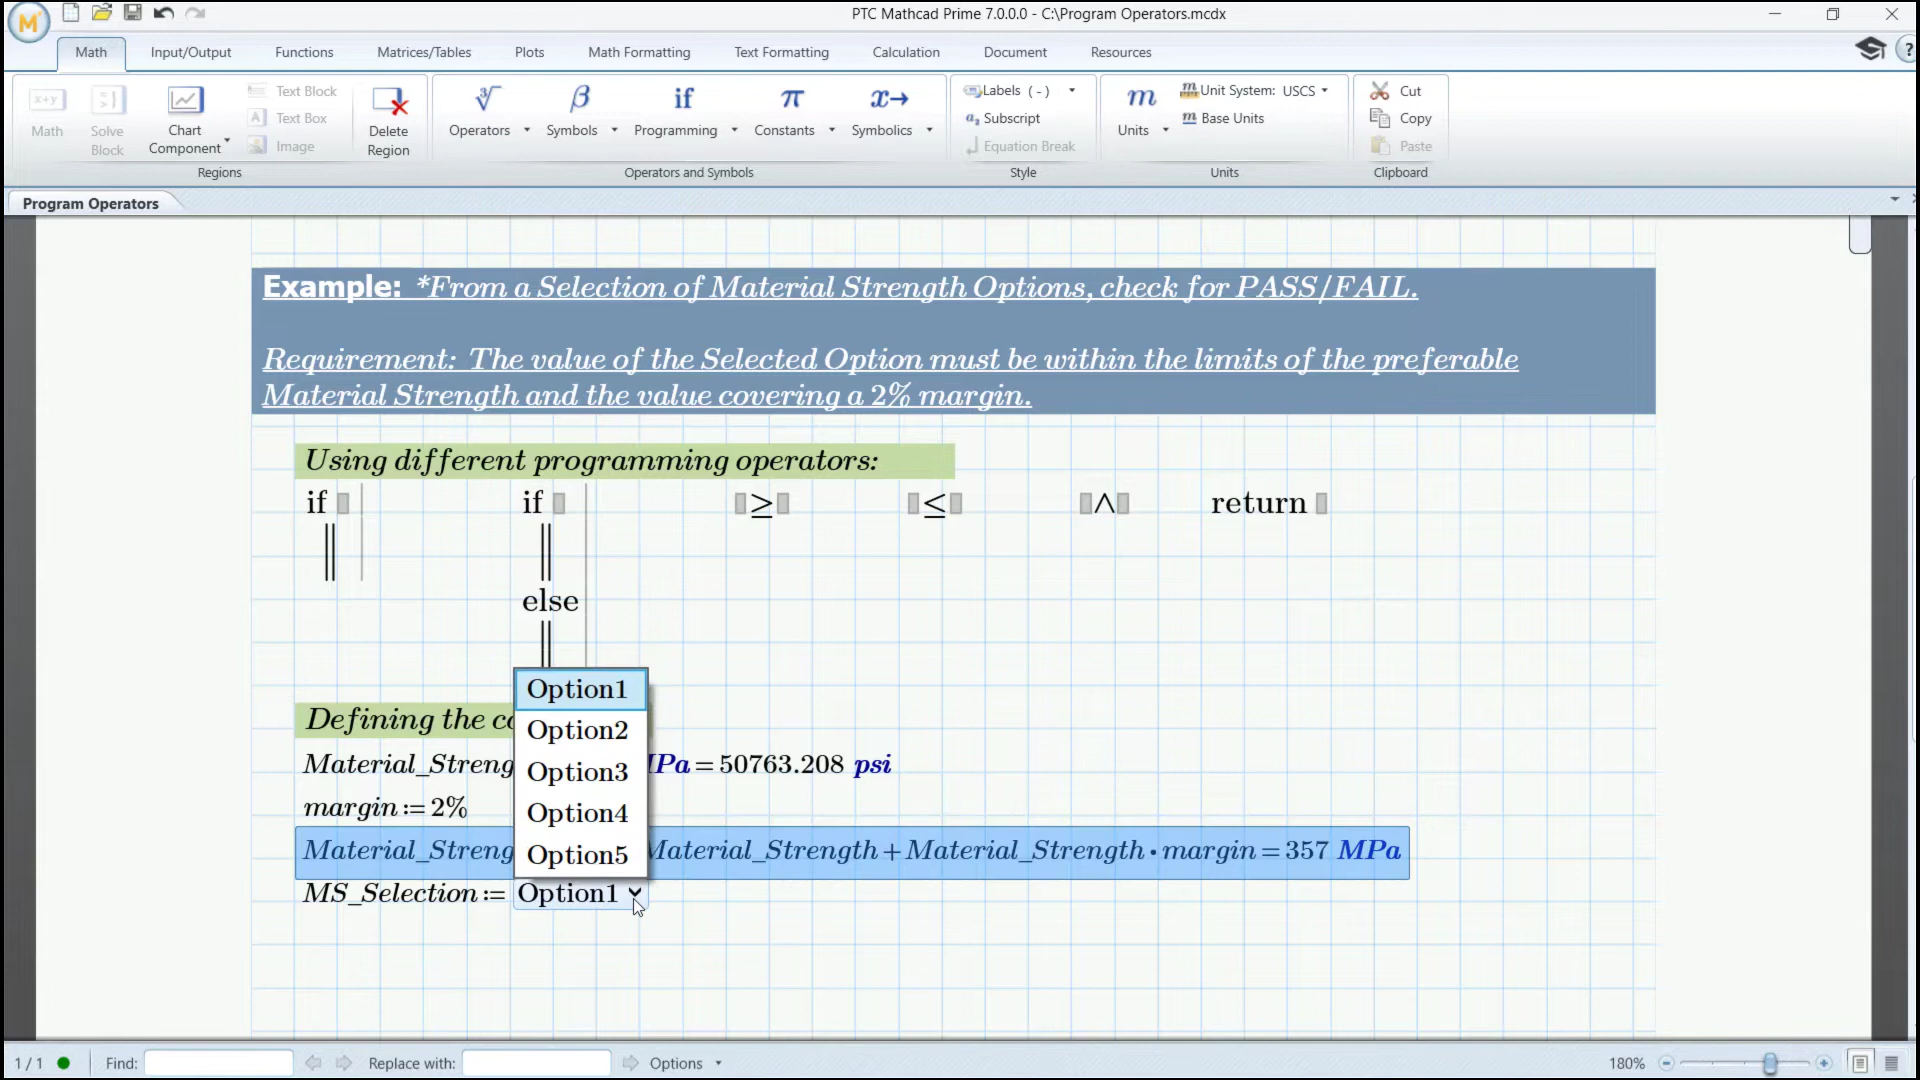 PTC Mathcad Prime 7.0.0.0 - C:\Program Operators.mcdx
Math Input/Output Functions Matrices/Tables Plots Math Formatting Text Formatting Calculation Document Resources
Math
Solve Block
Chart Component
Text Block
Text Box
Image
Delete Region
Regions
Operators Symbols Programming Constants Symbolics
Operators and Symbols
Labels ( - )
Subscript
Equation Break
Style
Units
Unit System: USCS
Base Units
Units
Cut
Copy
Paste
Clipboard
Program Operators
Example: *From a Selection of Material Strength Options, check for PASS/FAIL.
Requirement: The value of the Selected Option must be within the limits of the preferable
Material Strength and the value covering a 2% margin.
Using different programming operators:
if if ≥ ≤ ∧ return
else
Option1
Option2
Option3
Option4
Option5
Defining the
Material_Streng MPa = 50763.208 psi
margin := 2%
Material_Streng Material_Strength + Material_Strength · margin = 357 MPa
MS_Selection := Option1
1 / 1 Find: Replace with: Options 180%